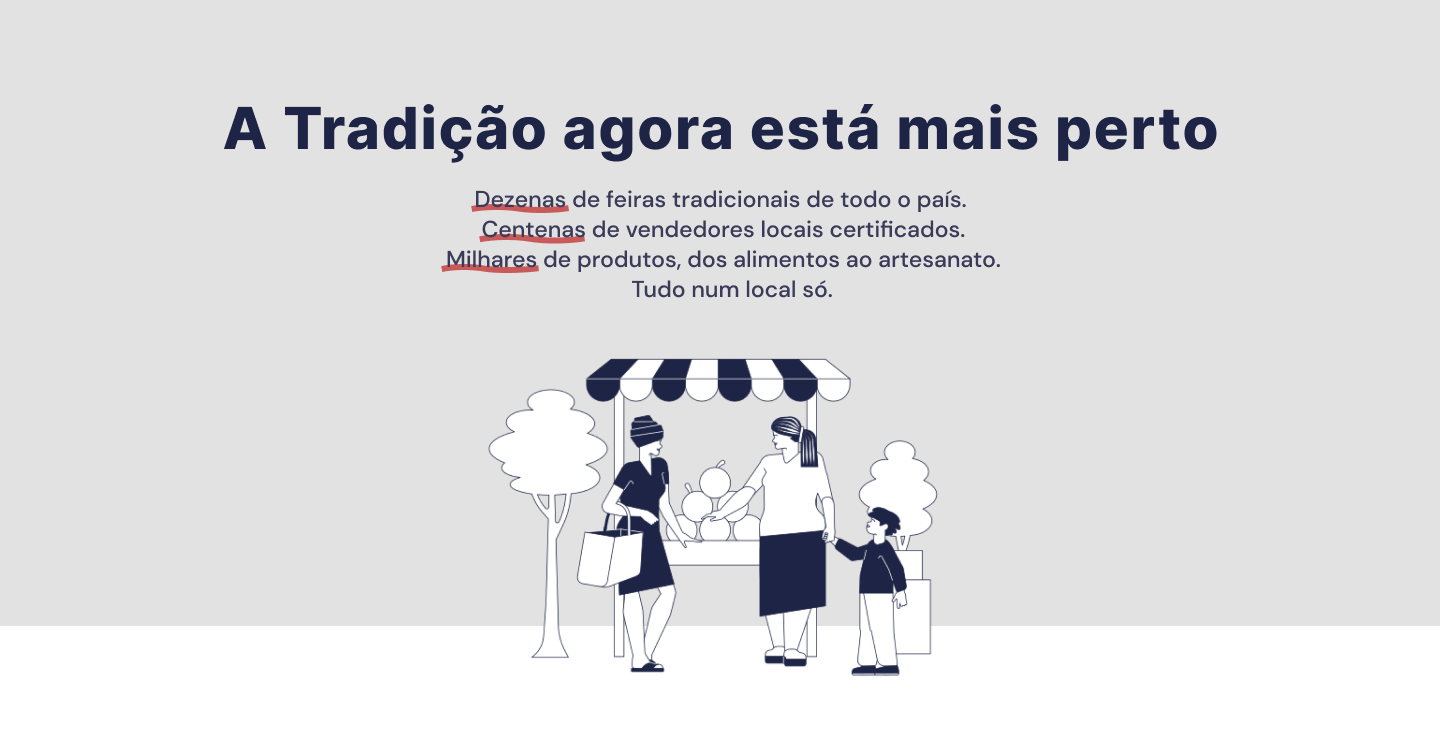 A Tradição agora está mais perto
Dezenas de feiras tradicionais de todo o país.
Centenas de vendedores locais certificados.
Milhares de produtos, dos alimentos ao artesanato.
Tudo num local só.